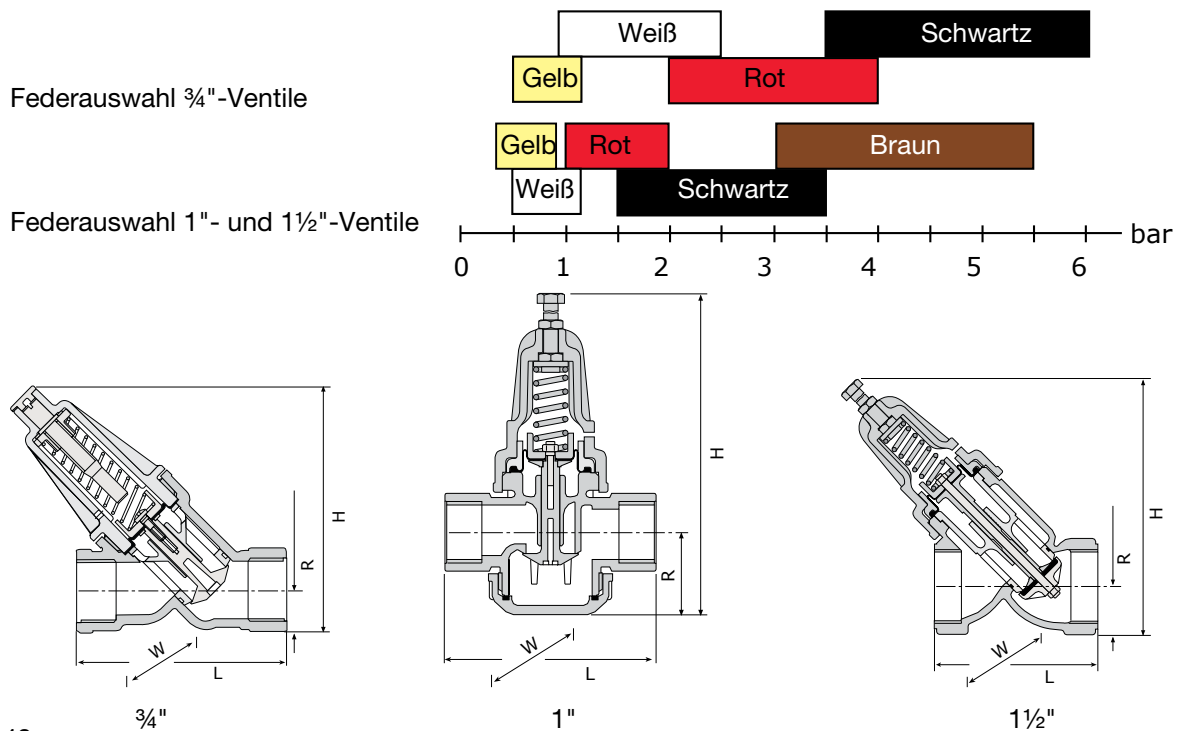 Weiß
Schwartz
Gelb
Rot
Federauswahl ¾"-Ventile
Gelb
Rot
Braun
Weiß
Schwartz
Federauswahl 1"- und 1½"-Ventile
bar
0 1 2 3 4 5 6
H
R
W
L
¾"
H
R
W
L
1"
H
R
W
L
1½"